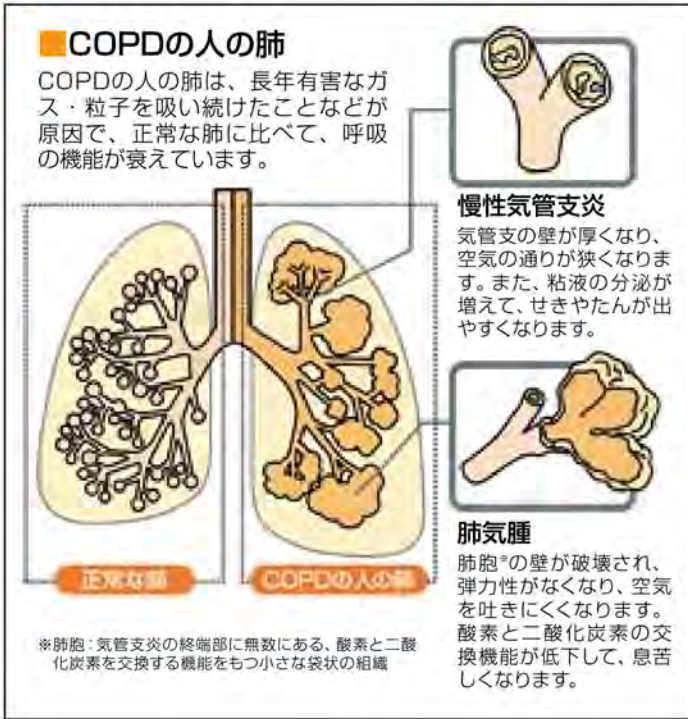 ■COPDの人の肺
COPDの人の肺は、長年有害なガ
ス・粒子を吸い続けたことなどが
原因で、正常な肺に比べて、呼吸
の機能が衰えています。
慢性気管支炎
気管支の壁が厚くなり、
空気の通りが狭くなりま
す。また、粘液の分泌が
増えて、せきやたんが出
やすくなります。
肺気腫
肺胞※の壁が破壊され、
弾力性がなくなり、空気
を吐きにくくなります。
酸素と二酸化炭素の交
換機能が低下して、息苦
しくなります。
正常な肺
COPDの人の肺
※肺胞：気管支炎の終端部に無数にある、酸素と二酸
化炭素を交換する機能をもつ小さな袋状の組織